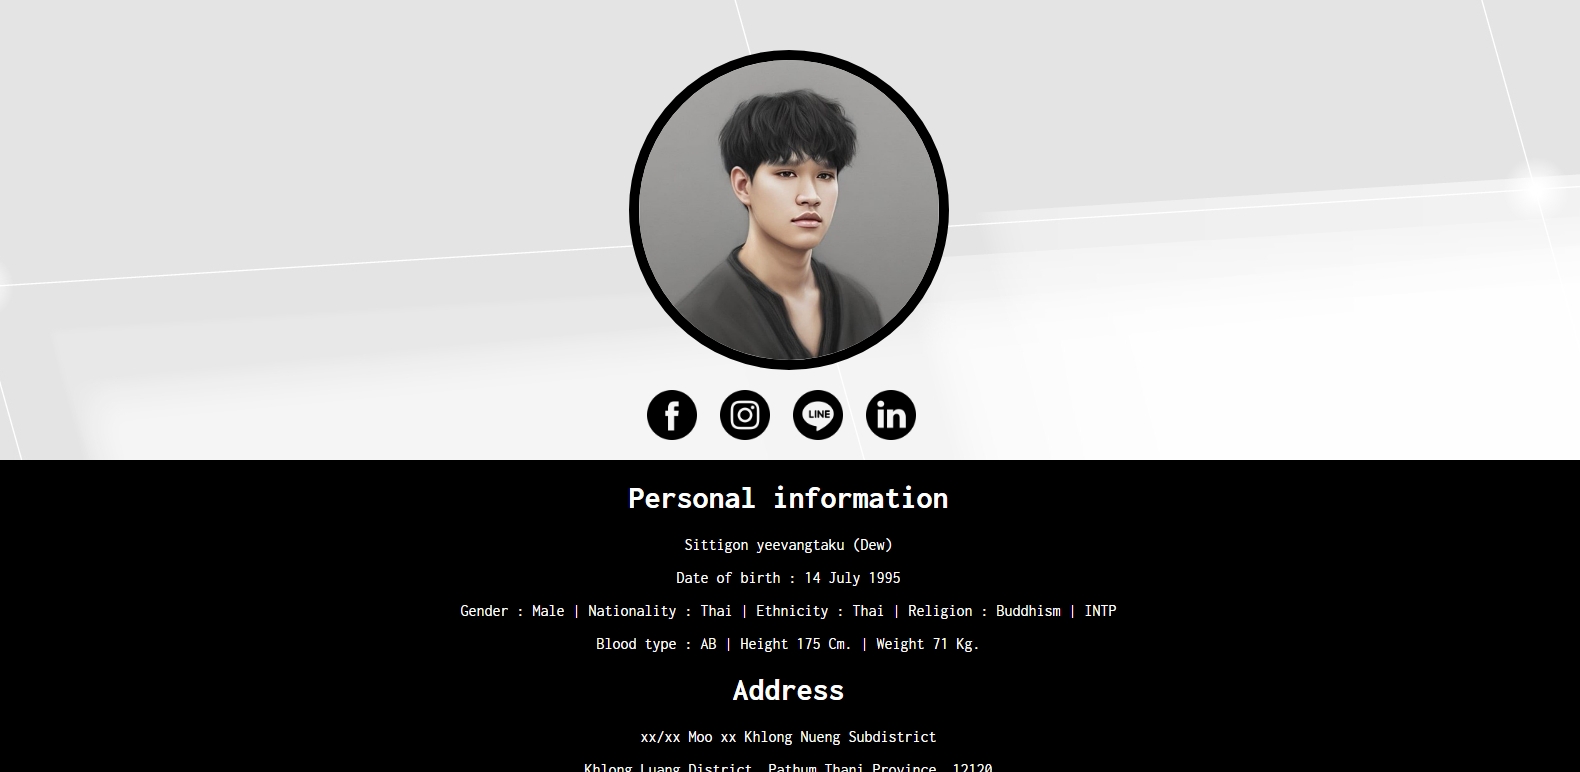 f
LINE
in
Personal information
Sittigon yeevangtaku (Dew)
Date of birth : 14 July 1995
Gender : Male | Nationality : Thai | Ethnicity : Thai | Religion : Buddhism | INTP
Blood type : AB | Height 175 Cm. | Weight 71 Kg.
Address
xx/xx Moo xx Khlong Nueng Subdistrict
Khlong Luang District, Pathum Thani Province, 12120